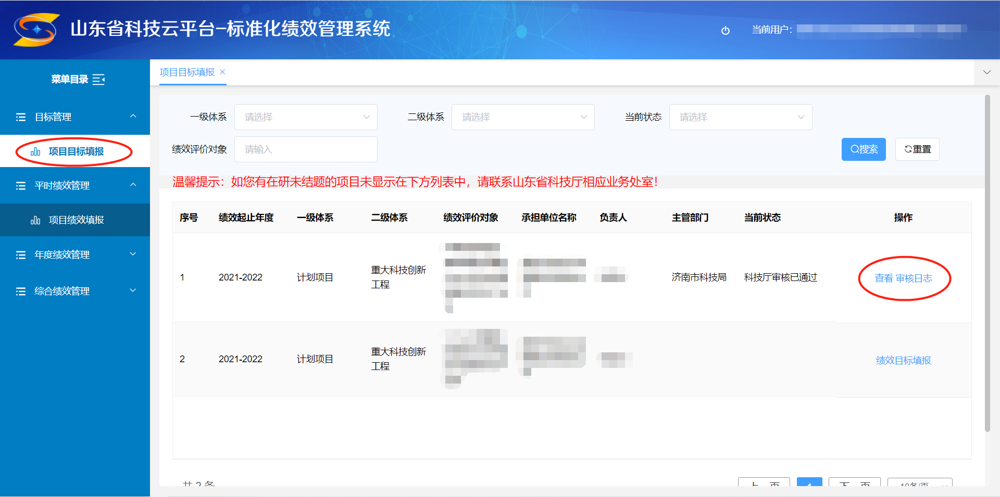 山东省科技云平台-标准化绩效管理系统
当前用户：
菜单目录
项目目标填报
目标管理
项目目标填报
平时绩效管理
项目绩效填报
年度绩效管理
综合绩效管理
一级体系 请选择 二级体系 请选择 当前状态 请选择
绩效评价对象 请输入 搜索 重置
温馨提示：如您有在研未结题的项目未显示在下方列表中，请联系山东省科技厅相应业务处室！
序号 绩效起止年度 一级体系 二级体系 绩效评价对象 承担单位名称 负责人 主管部门 当前状态 操作
1 2021-2022 计划项目 重大科技创新工程 济南市科技局 科技厅审核已通过 查看 审核日志
2 2021-2022 计划项目 重大科技创新工程 绩效目标填报
共 2 条 上一页 1 下一页 10条/页